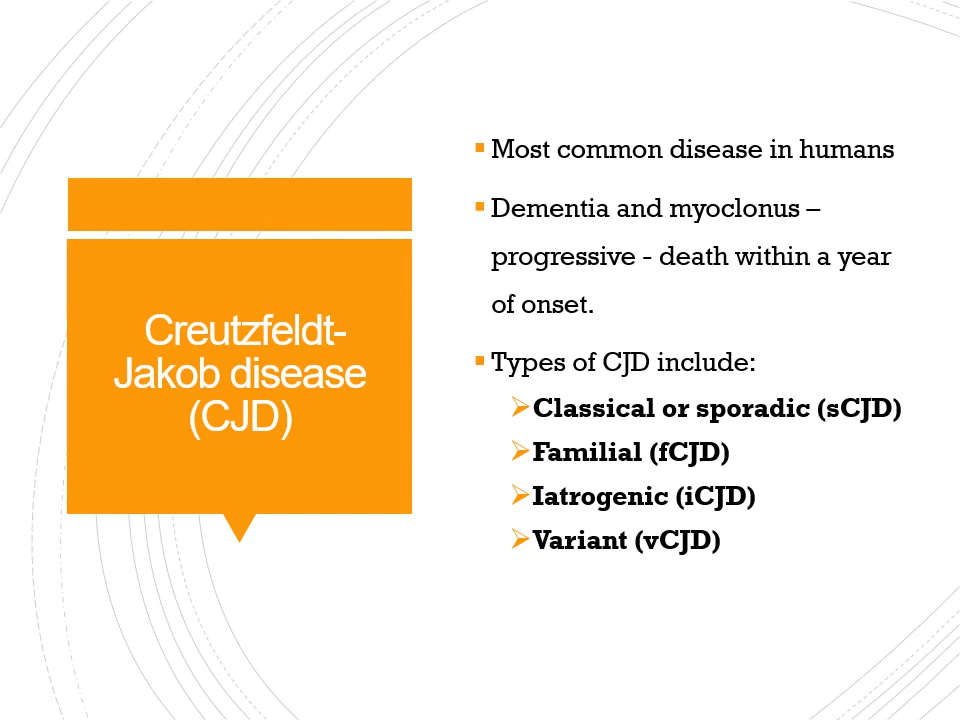 Creutzfeldt-
Jakob disease
(CJD)
Most common disease in humans
Dementia and myoclonus –
progressive - death within a year
of onset.
Types of CJD include:
Classical or sporadic (sCJD)
Familial (fCJD)
Iatrogenic (iCJD)
Variant (vCJD)